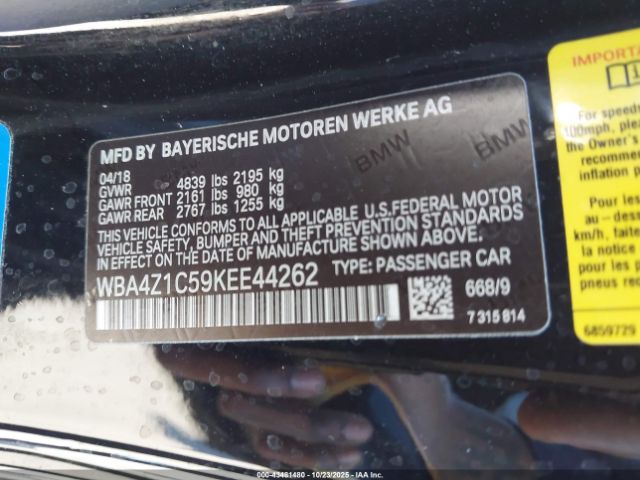 MFD BY BAYERISCHE MOTOREN WERKE AG
04/18
GVWR 4839 lbs 2195 kg
GAWR FRONT 2161 lbs 980 kg
GAWR REAR 2767 lbs 1255 kg
THIS VEHICLE CONFORMS TO ALL APPLICABLE U.S.FEDERAL MOTOR
VEHICLE SAFETY, BUMPER AND THEFT PREVENTION STANDARDS
IN EFFECT ON THE DATE OF MANUFACTURE SHOWN ABOVE.
WBA4Z1C59KEE44262 TYPE: PASSENGER CAR
668/9
7 315 814
BMW
BMW
IMPORTA
For speeds
100mph, plea
the Owner's
recommen
inflation p
Pour les
au - dess
km/h, ve
la notice
pneus d
6859729
000-43461480 - 10/23/2025 - IAA Inc.